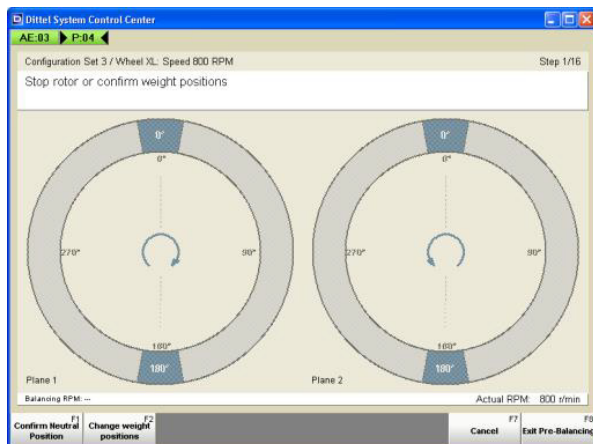 Dittel System Control Center
AE:03 P:04
Configuration Set 3 / Wheel XL: Speed 800 RPM Step 1/16
Stop rotor or confirm weight positions
0° 0°
0° 0°
270° 90° 270° 90°
180° 180°
180° 180°
Plane 1 Plane 2
Balancing RPM: --- Actual RPM: 800 r/min
F1 F2 F7 F8
Confirm Neutral Position Change weight positions Cancel Exit Pre-Balancing